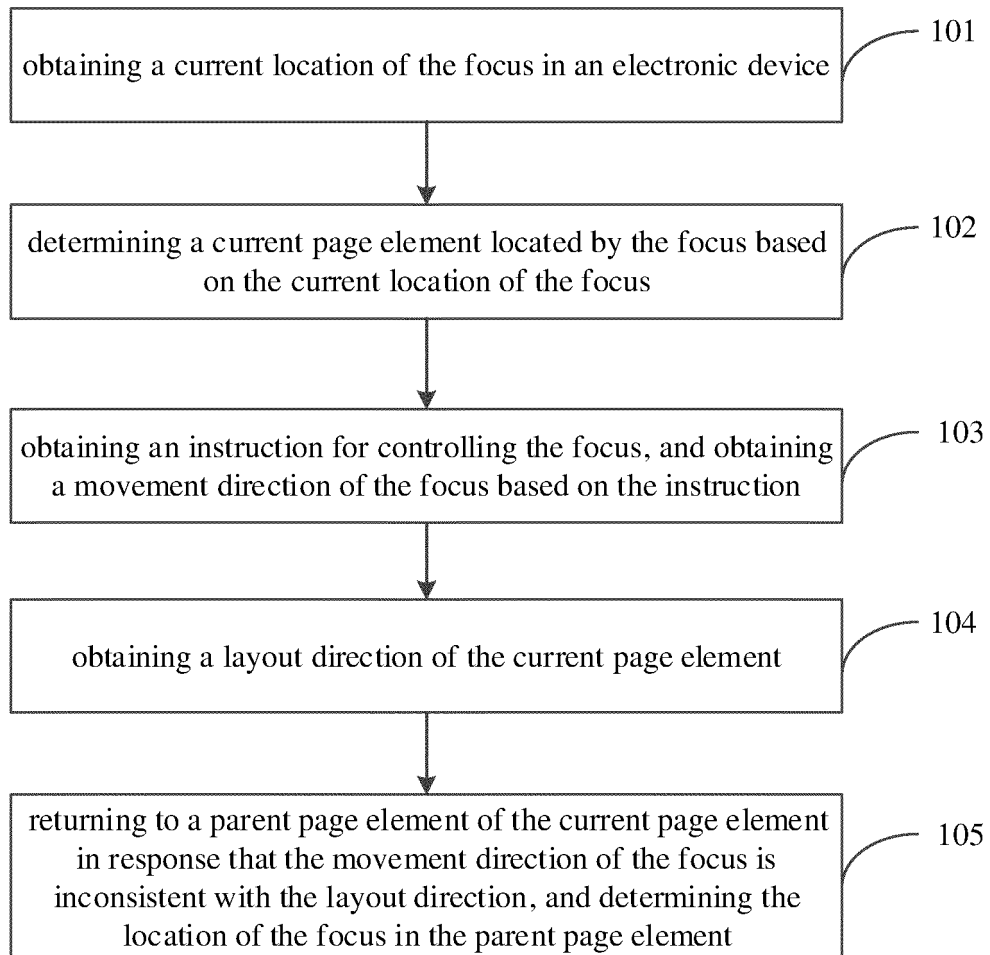 obtaining a current location of the focus in an electronic device
101
determining a current page element located by the focus based
on the current location of the focus
102
obtaining an instruction for controlling the focus, and obtaining
a movement direction of the focus based on the instruction
103
obtaining a layout direction of the current page element
104
returning to a parent page element of the current page element
in response that the movement direction of the focus is
inconsistent with the layout direction, and determining the
location of the focus in the parent page element
105